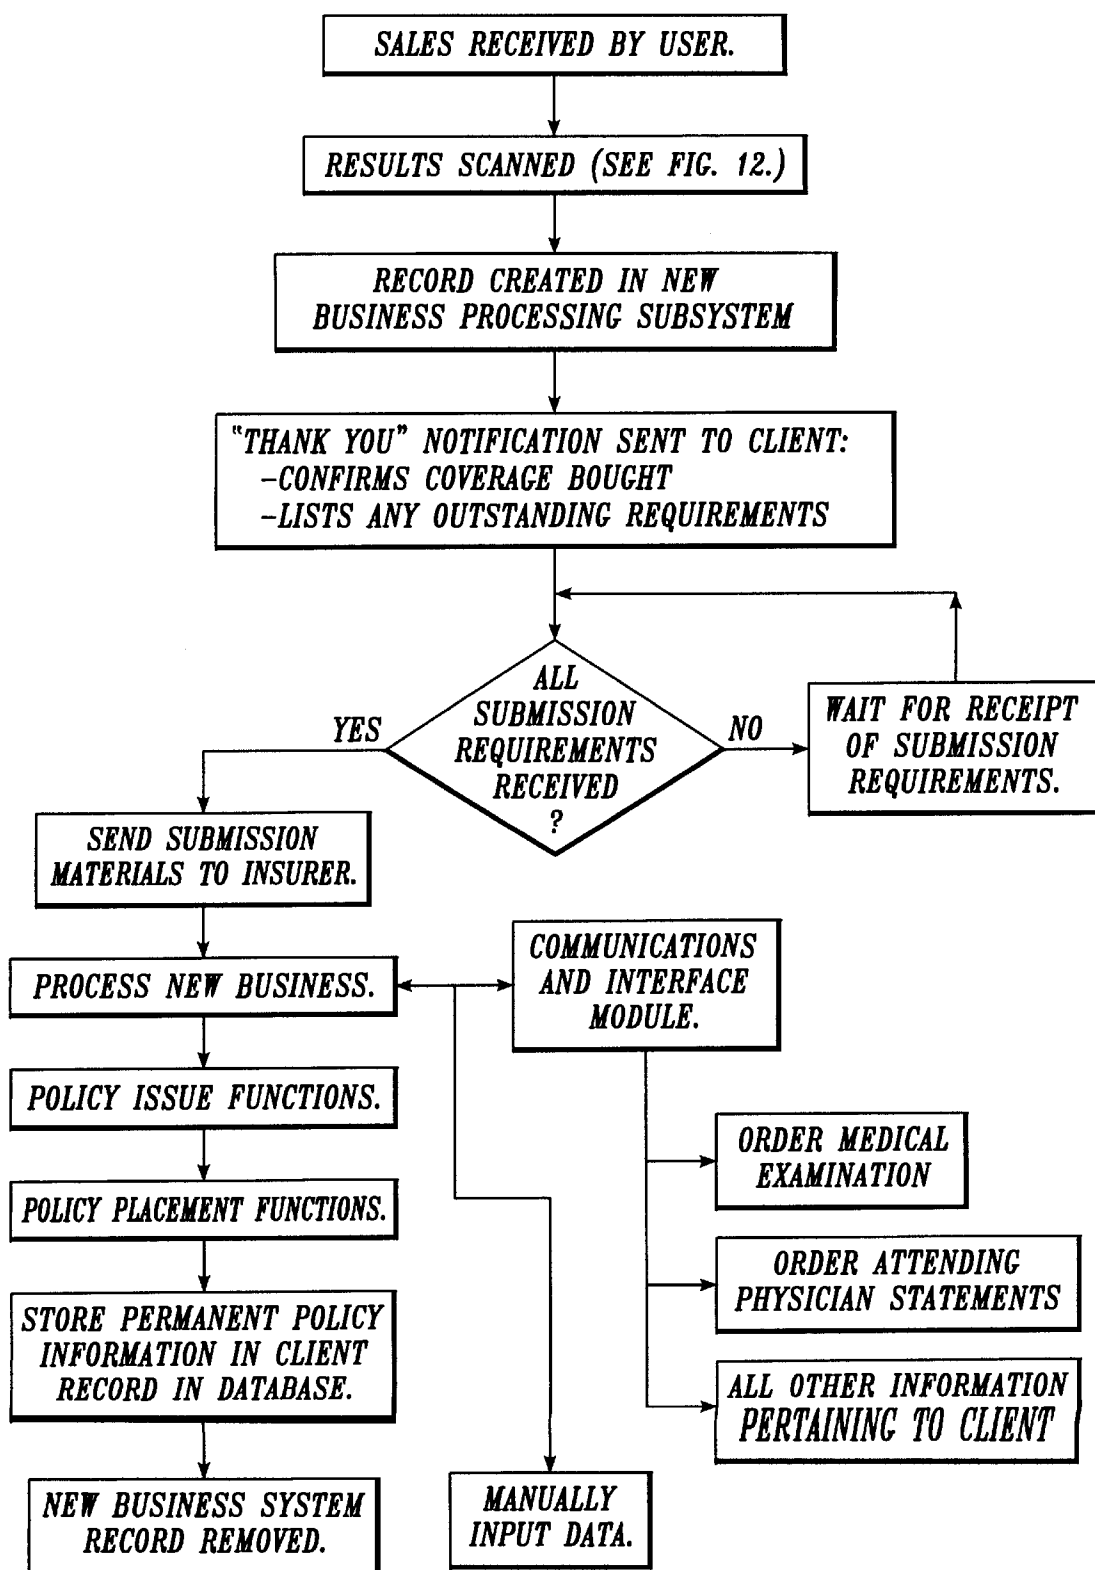 SALES RECEIVED BY USER.
RESULTS SCANNED (SEE FIG. 12.)
RECORD CREATED IN NEW
BUSINESS PROCESSING SUBSYSTEM
"THANK YOU" NOTIFICATION SENT TO CLIENT:
-CONFIRMS COVERAGE BOUGHT
-LISTS ANY OUTSTANDING REQUIREMENTS
ALL
SUBMISSION
REQUIREMENTS
RECEIVED
?
YES
NO
WAIT FOR RECEIPT
OF SUBMISSION
REQUIREMENTS.
SEND SUBMISSION
MATERIALS TO INSURER.
PROCESS NEW BUSINESS.
COMMUNICATIONS
AND INTERFACE
MODULE.
POLICY ISSUE FUNCTIONS.
ORDER MEDICAL
EXAMINATION
POLICY PLACEMENT FUNCTIONS.
ORDER ATTENDING
PHYSICIAN STATEMENTS
STORE PERMANENT POLICY
INFORMATION IN CLIENT
RECORD IN DATABASE.
ALL OTHER INFORMATION
PERTAINING TO CLIENT
NEW BUSINESS SYSTEM
RECORD REMOVED.
MANUALLY
INPUT DATA.